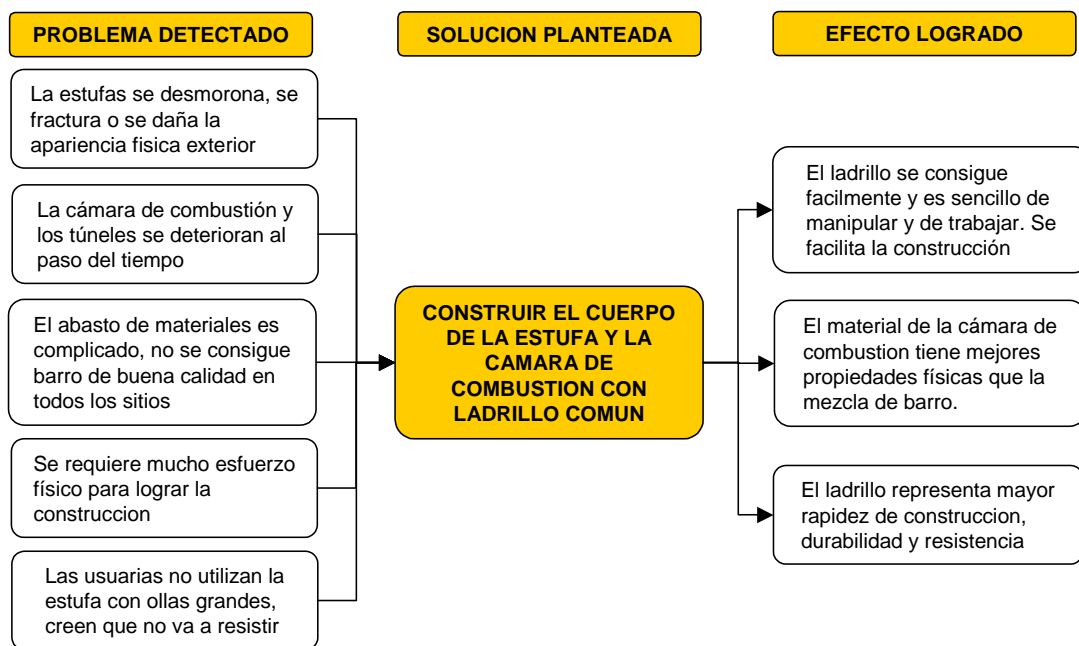 PROBLEMA DETECTADO
La estufas se desmorona, se
fractura o se daña la
apariencia fisica exterior
La cámara de combustión y
los túneles se deterioran al
paso del tiempo
El abasto de materiales es
complicado, no se consigue
barro de buena calidad en
todos los sitios
Se requiere mucho esfuerzo
físico para lograr la
construccion
Las usuarias no utilizan la
estufa con ollas grandes,
creen que no va a resistir
SOLUCION PLANTEADA
CONSTRUIR EL CUERPO
DE LA ESTUFA Y LA
CAMARA DE
COMBUSTION CON
LADRILLO COMUN
EFECTO LOGRADO
El ladrillo se consigue
facilmente y es sencillo de
manipular y de trabajar. Se
facilita la construcción
El material de la cámara de
combustion tiene mejores
propiedades físicas que la
mezcla de barro.
El ladrillo representa mayor
rapidez de construccion,
durabilidad y resistencia